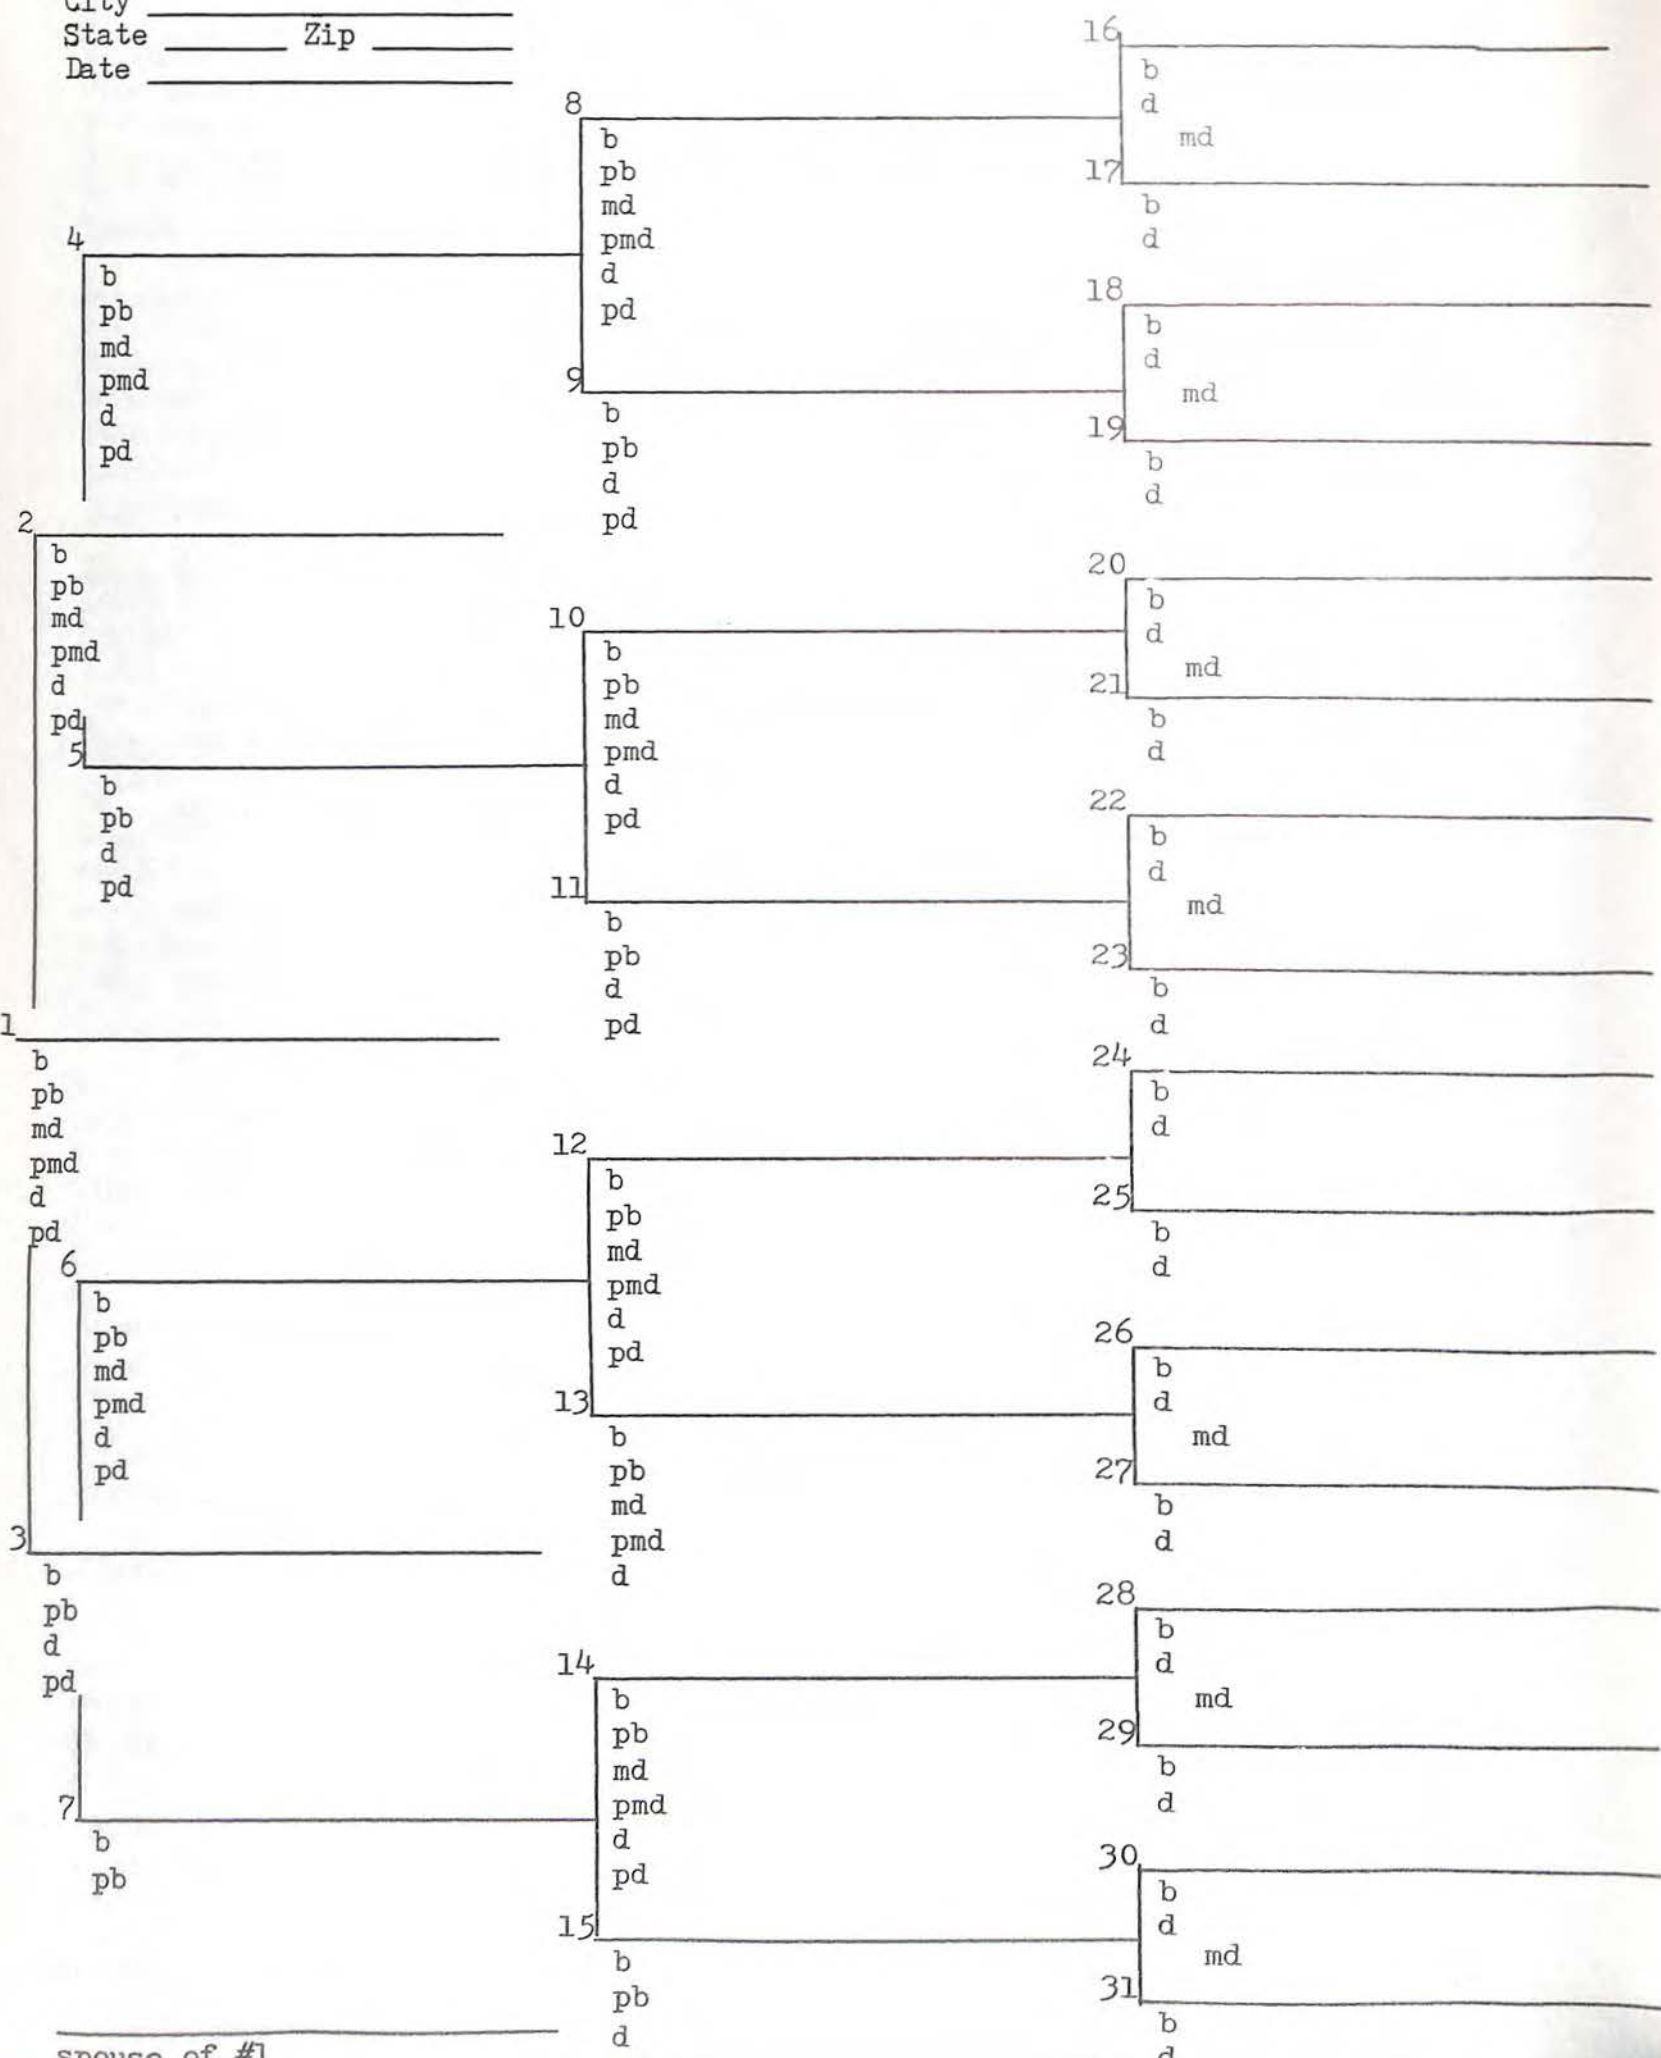 City
State Zip
Date
4
b
pb
md
pmd
d
pd
2
b
pb
md
pmd
d
pd
5
b
pb
d
pd
1
b
pb
md
pmd
d
pd
6
b
pb
md
pmd
d
pd
3
b
pb
d
pd
7
b
pb
spouse of #1
8
b
pb
md
pmd
d
pd
9
b
pb
d
pd
10
b
pb
md
pmd
d
pd
11
b
pb
d
pd
12
b
pb
md
pmd
d
pd
13
b
pb
md
pmd
d
14
b
pb
md
pmd
d
pd
15
b
pb
d
16
b
d
md
17
b
d
18
b
d
md
19
b
d
20
b
d
md
21
b
d
22
b
d
md
23
b
d
24
b
d
25
b
d
26
b
d
md
27
b
d
28
b
d
md
29
b
d
30
b
d
md
31
b
d